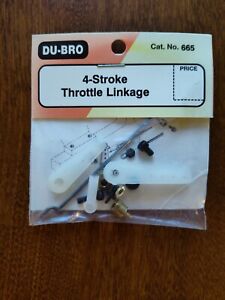 DU-BRO
Cat. No. 665
4-Stroke
Throttle Linkage
PRICE